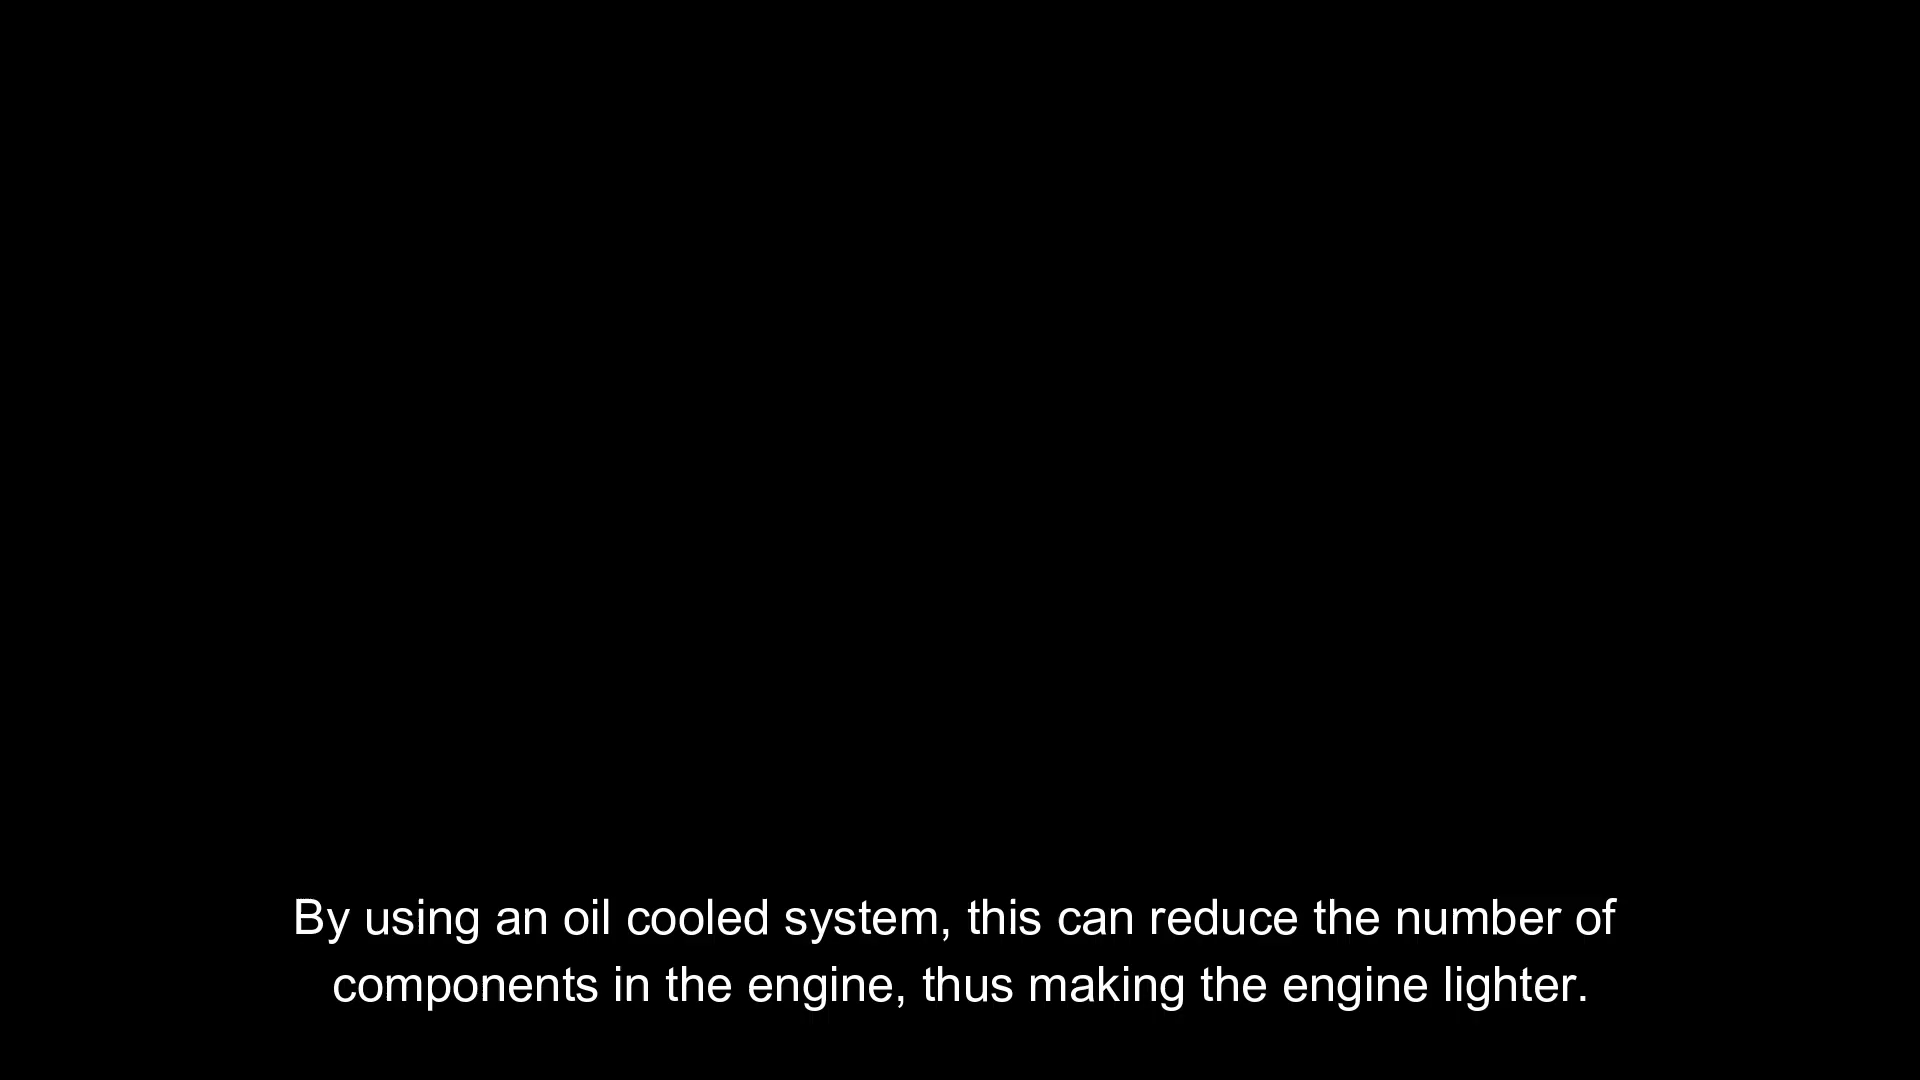 By using an oil cooled system, this can reduce the number of
components in the engine, thus making the engine lighter.